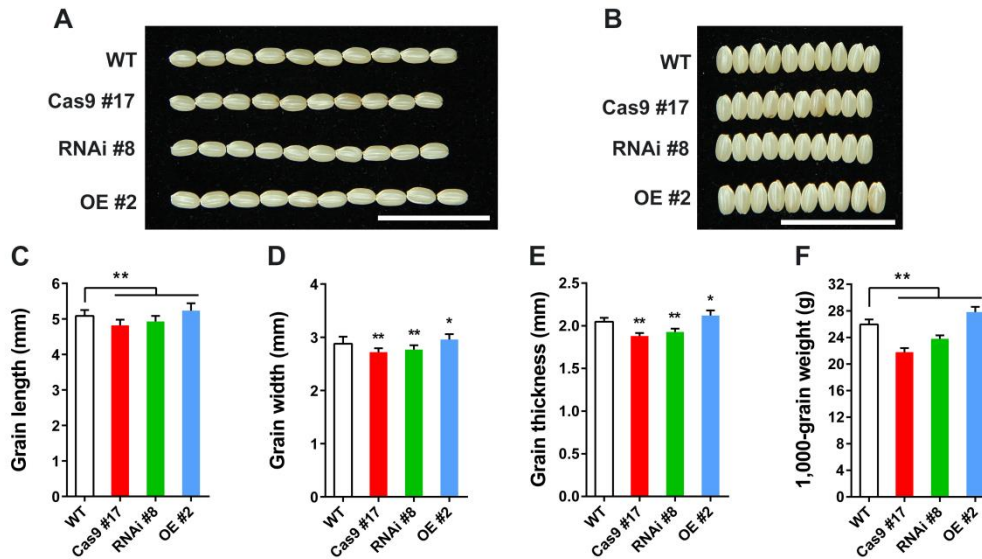 A
WT
Cas9 #17
RNAi #8
OE #2
B
WT
Cas9 #17
RNAi #8
OE #2
C
**
Grain length (mm)
6
5
4
3
2
1
0
WT
Cas9 #17
RNAi #8
OE #2
D
Grain width (mm)
4
3
2
1
0
**
**
*
WT
Cas9 #17
RNAi #8
OE #2
E
Grain thickness (mm)
2.5
2.0
1.5
1.0
0.5
0.0
**
**
*
WT
Cas9 #17
RNAi #8
OE #2
F
**
1,000-grain weight (g)
32
28
24
20
16
12
8
4
0
WT
Cas9 #17
RNAi #8
OE #2